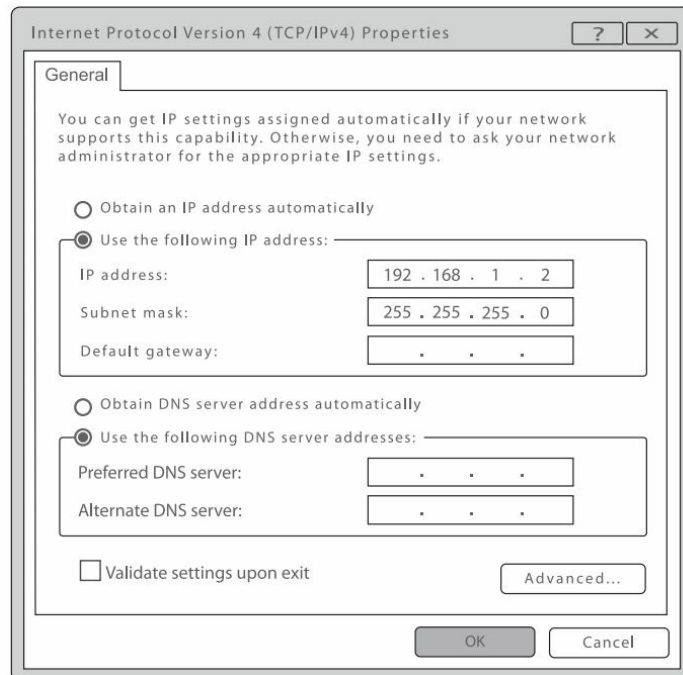 Internet Protocol Version 4 (TCP/IPv4) Properties ? ×
General
You can get IP settings assigned automatically if your network
supports this capability. Otherwise, you need to ask your network
administrator for the appropriate IP settings.
Obtain an IP address automatically
Use the following IP address:
IP address: 192 . 168 . 1 . 2
Subnet mask: 255 . 255 . 255 . 0
Default gateway: . . .
Obtain DNS server address automatically
Use the following DNS server addresses:
Preferred DNS server: . . .
Alternate DNS server: . . .
Validate settings upon exit
Advanced...
OK Cancel